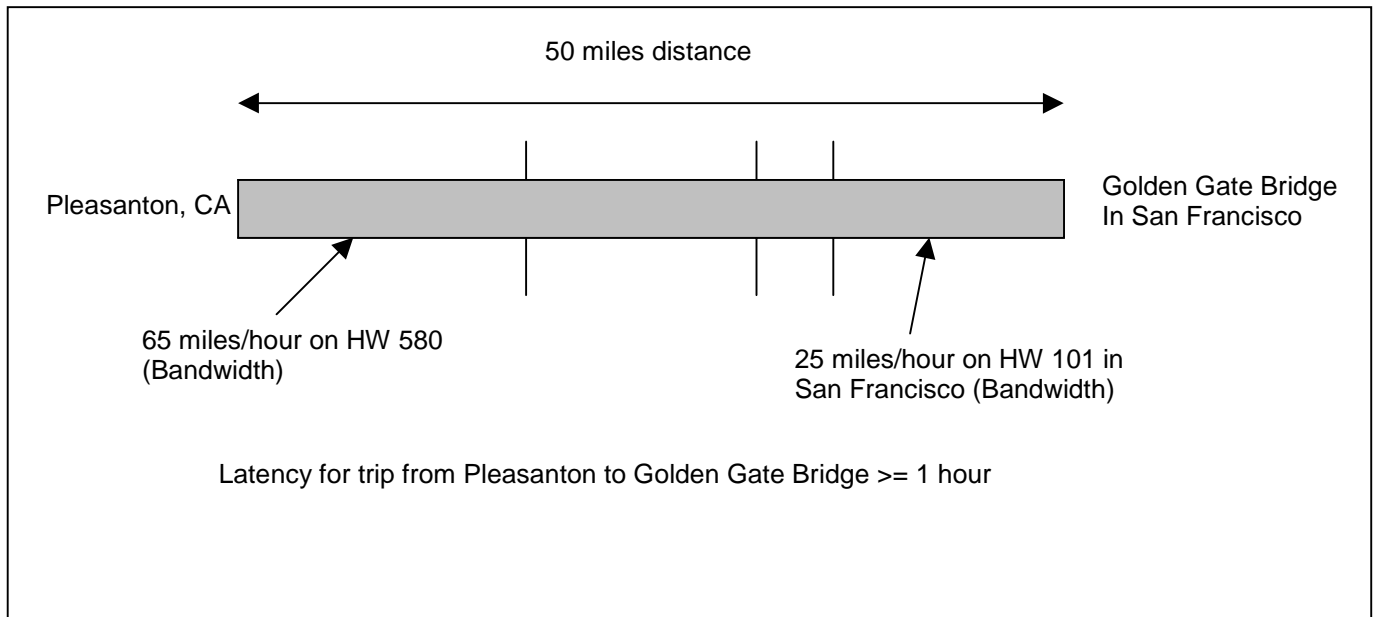 50 miles distance
Pleasanton, CA
Golden Gate Bridge
In San Francisco
65 miles/hour on HW 580
(Bandwidth)
25 miles/hour on HW 101 in
San Francisco (Bandwidth)
Latency for trip from Pleasanton to Golden Gate Bridge >= 1 hour